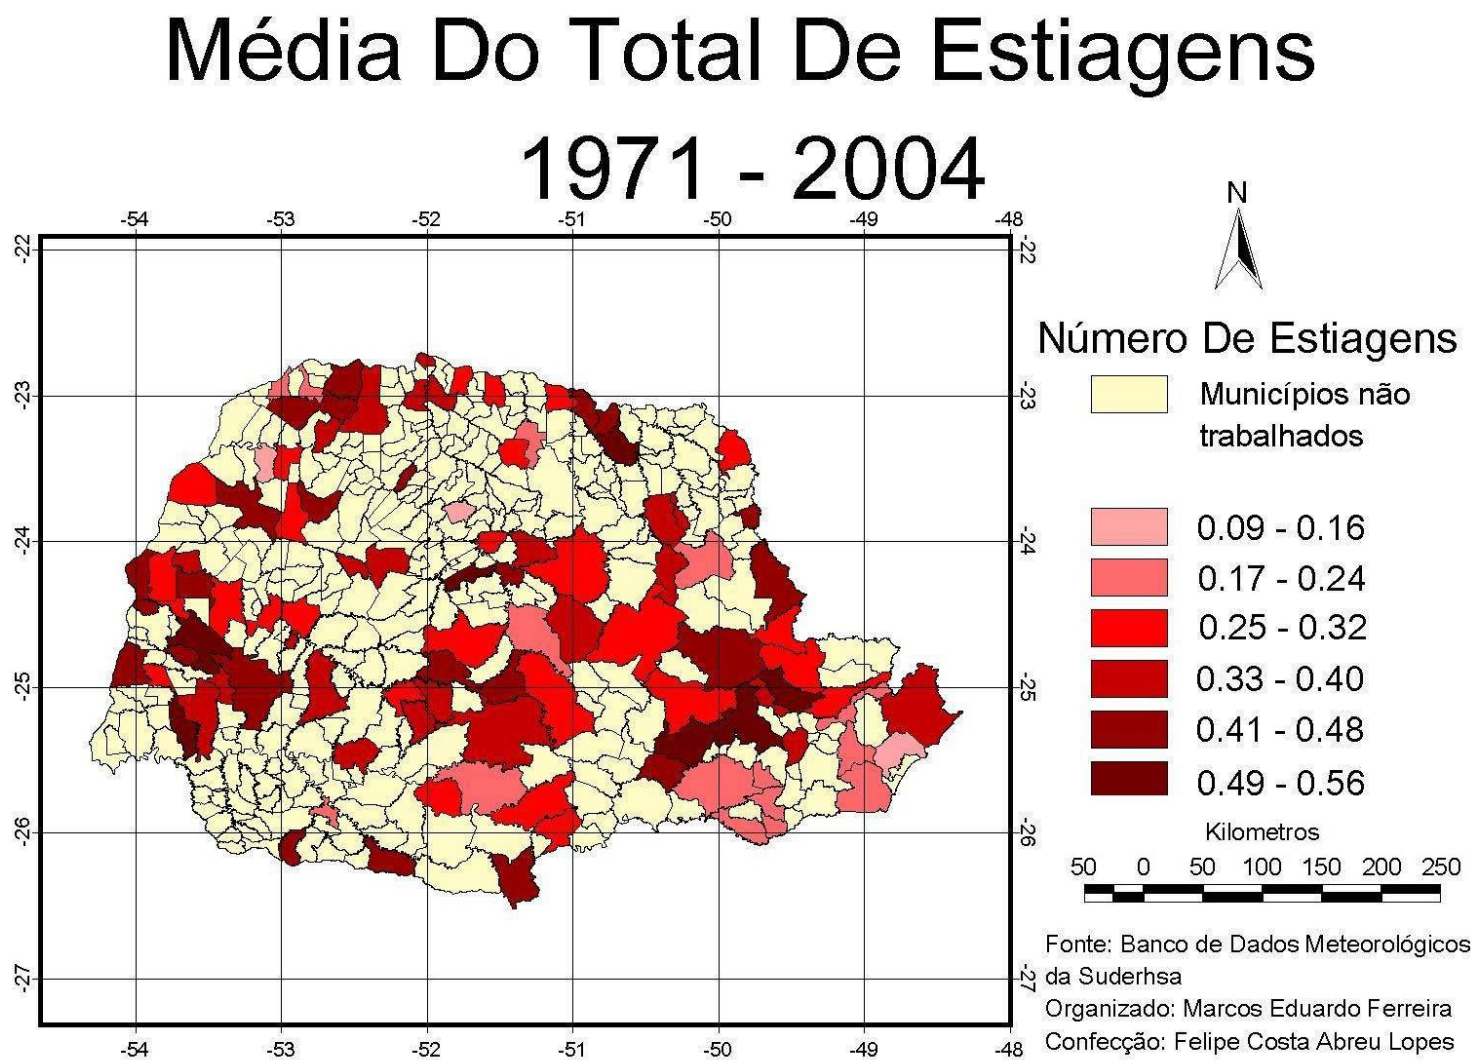 Média Do Total De Estiagens
1971 - 2004
N
-54 -53 -52 -51 -50 -49 -48
-22 -22
-23 -23
-24 -24
-25 -25
-26 -26
-27 -27
-54 -53 -52 -51 -50 -49 -48
Número De Estiagens
Municípios não
trabalhados
0.09 - 0.16
0.17 - 0.24
0.25 - 0.32
0.33 - 0.40
0.41 - 0.48
0.49 - 0.56
Kilometros
50 0 50 100 150 200 250
Fonte: Banco de Dados Meteorológicos
da Suderhsa
Organizado: Marcos Eduardo Ferreira
Confecção: Felipe Costa Abreu Lopes